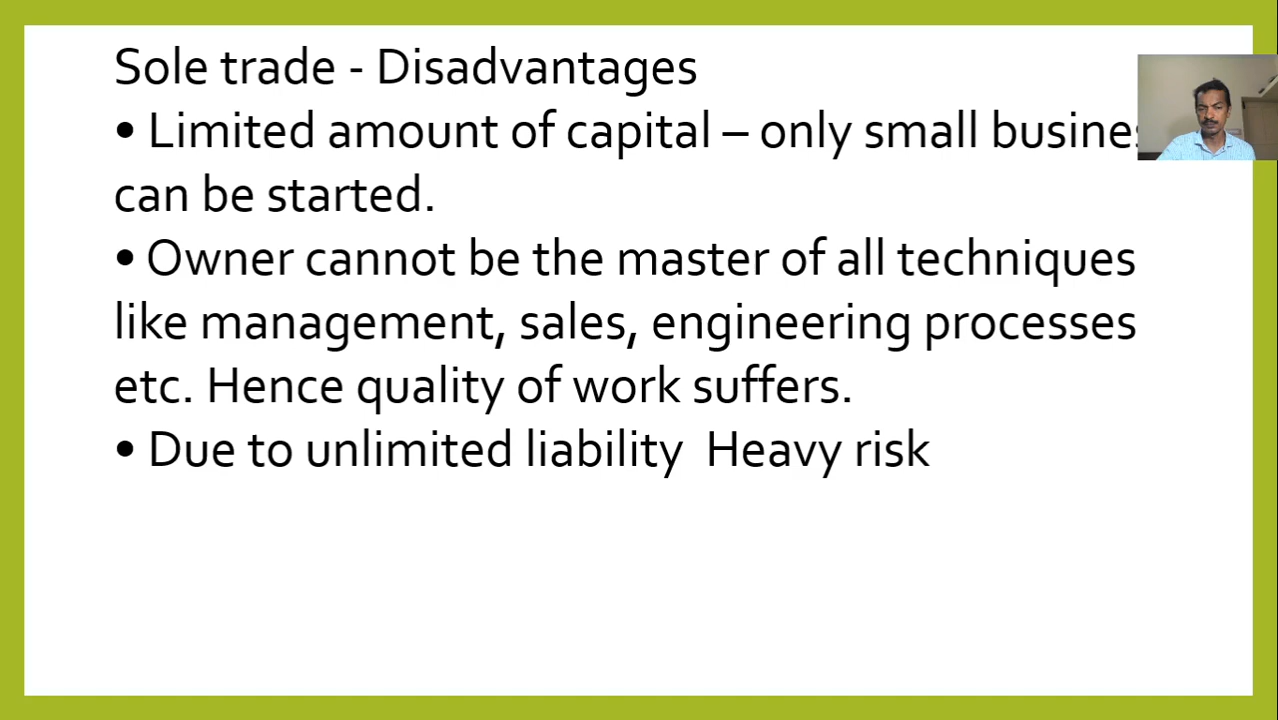 Sole trade - Disadvantages
• Limited amount of capital – only small
can be started.
• Owner cannot be the master of all techniques
like management, sales, engineering processes
etc. Hence quality of work suffers.
• Due to unlimited liability  Heavy risk